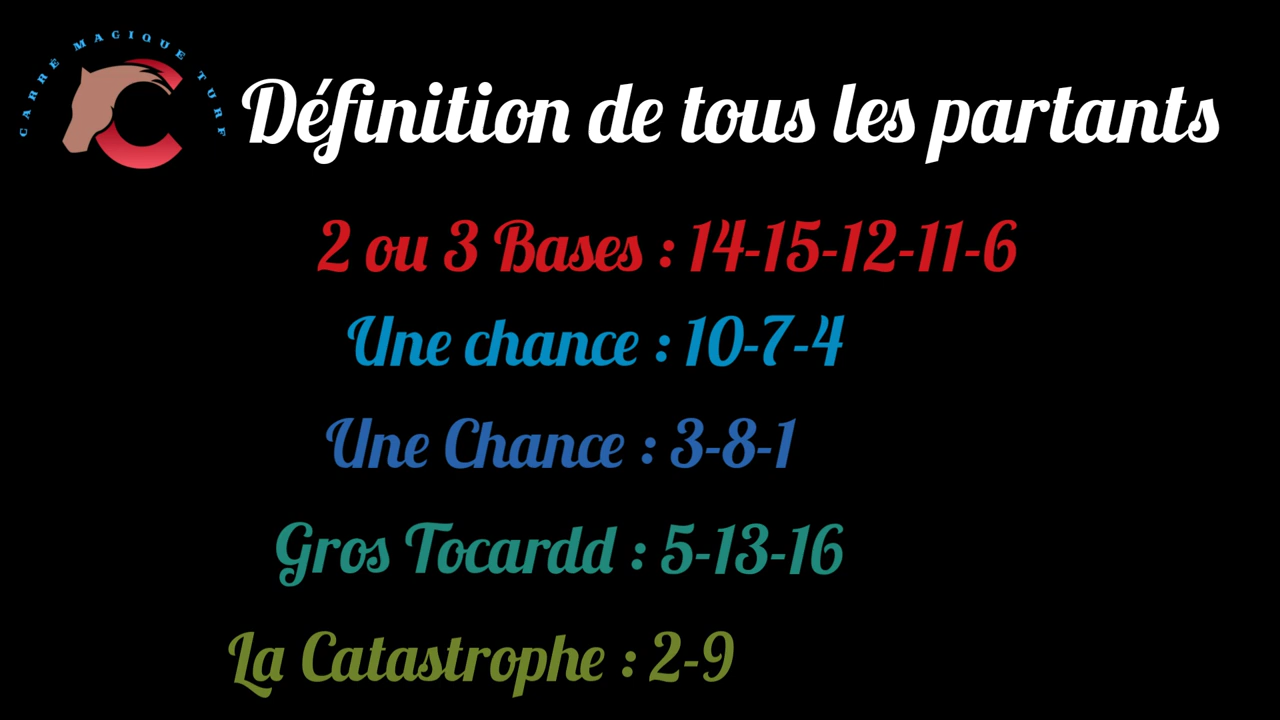 CARRÉ MAGIQUE TURF
Définition de tous les partants
2 ou 3 Bases : 14-15-12-11-6
Une chance : 10-7-4
Une Chance : 3-8-1
Gros Tocardd : 5-13-16
La Catastrophe : 2-9